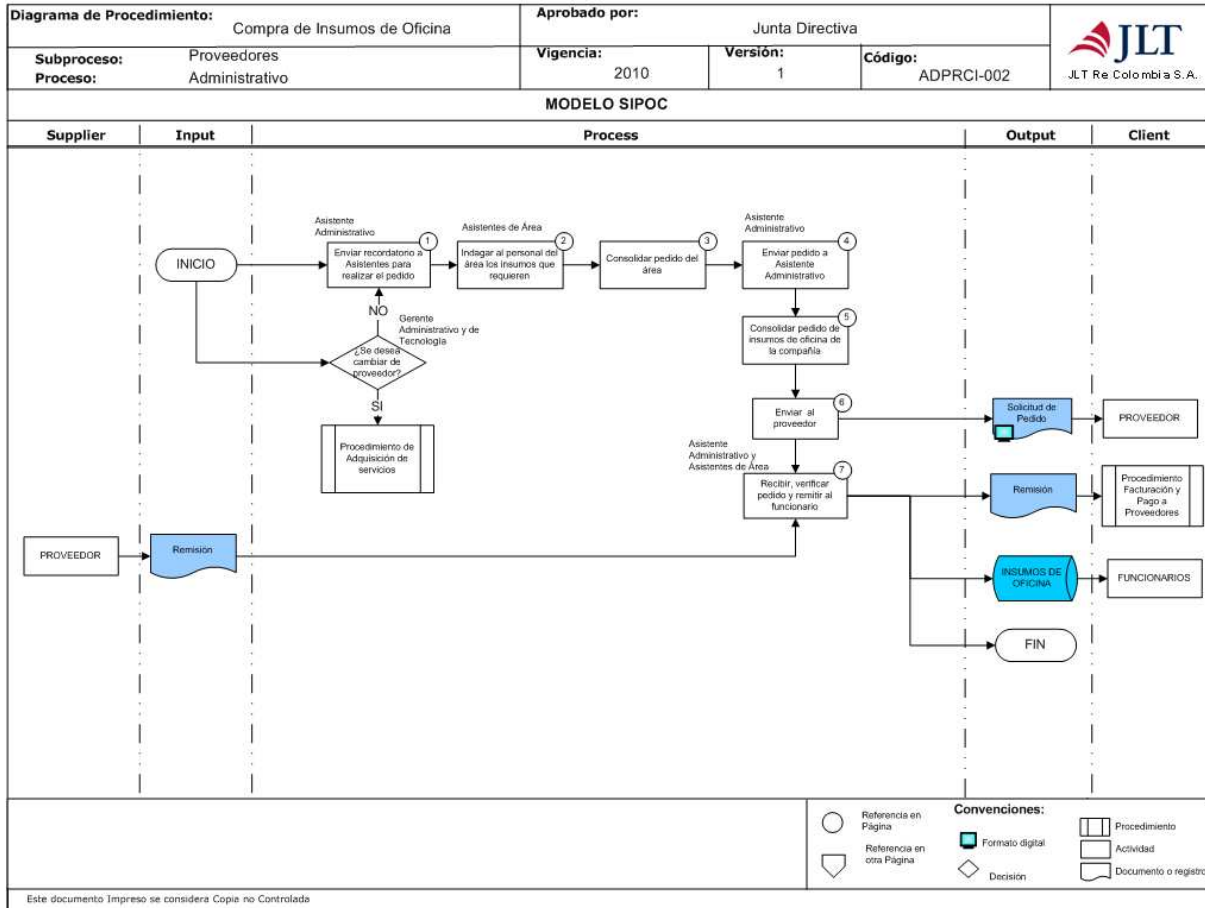 Diagrama de Procedimiento:
Compra de Insumos de Oficina
Aprobado por:
Junta Directiva
Subproceso:
Proveedores
Proceso:
Administrativo
Vigencia:
2010
Versión:
1
Código:
ADPRCI-002
JLT
JLT Re Colombia S.A.
MODELO SIPOC
Supplier
Input
Process
Output
Client
INICIO
Asistente
Administrativo
1
Enviar recordatorio a
Asistentes para
realizar el pedido
Asistentes de Área
2
Indagar al personal del
área los insumos que
requieren
3
Consolidar pedido del
área
Asistente
Administrativo
4
Enviar pedido a
Asistente
Administrativo
NO
Gerente
Administrativo y de
Tecnología
¿Se desea
cambiar de
proveedor?
SI
Procedimiento de
Adquisición de
servicios
5
Consolidar pedido de
insumos de oficina de
la compañía
6
Enviar al
proveedor
Solicitud de
Pedido
PROVEEDOR
Asistente
Administrativo y
Asistentes de Área
7
Recibir, verificar
pedido y remitir al
funcionario
Remisión
Procedimiento
Facturación y
Pago a
Proveedores
PROVEEDOR
Remisión
INSUMOS DE
OFICINA
FUNCIONARIOS
FIN
Convenciones:
Referencia en
Página
Referencia en
otra Página
Formato digital
Decisión
Procedimiento
Actividad
Documento o registro
Este documento Impreso se considera Copia no Controlada